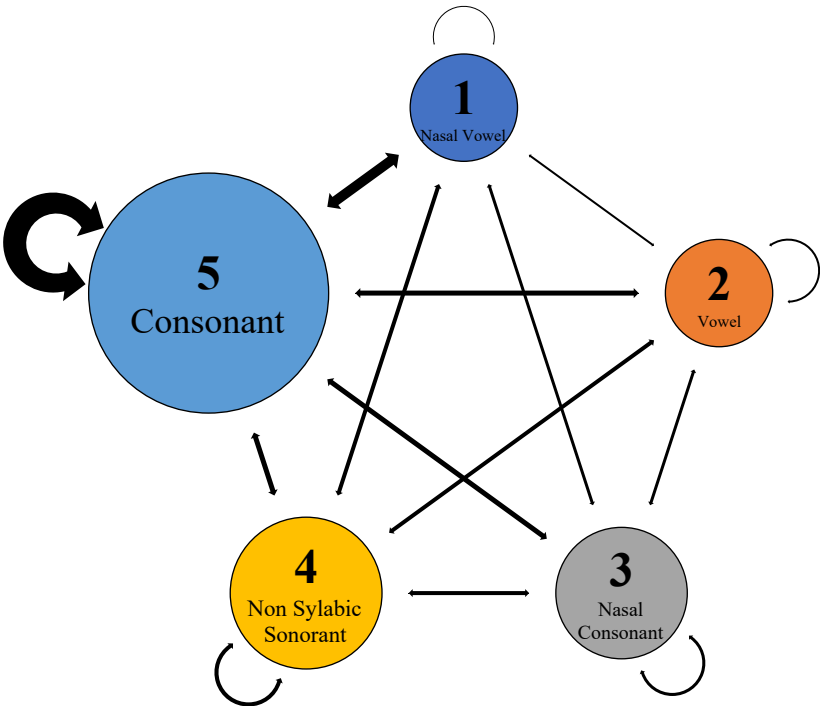 1
Nasal Vowel
2
Vowel
5
Consonant
4
Non Sylabic
Sonorant
3
Nasal
Consonant